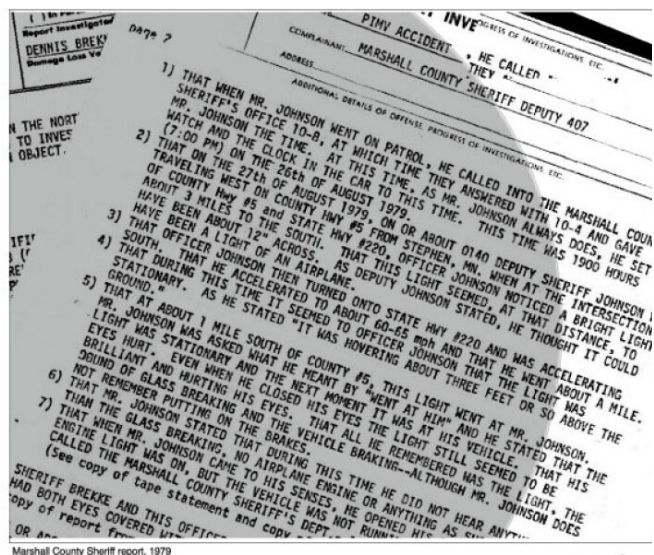 ( ) In Person
Report Investigated
DENNIS BREKKE
Damage Loss
N THE NORT
TO INVES
OBJECT.
page 2
PIMV ACCIDENT
INVE
PROGRESS OF INVESTIGATIONS, ETC.
, HE CALLED
THEY
COMPLAINANT MARSHALL COUNTY SHERIFF DEPUTY 407
ADDRESS
ADDITIONAL DETAILS OF OFFENSE, PROGRESS OF INVESTIGATIONS, ETC.
1) THAT WHEN MR. JOHNSON WENT ON PATROL, HE CALLED INTO THE MARSHALL COUN
SHERIFF'S OFFICE 10-8, AT WHICH TIME THEY ANSWERED WITH 10-4 AND GAVE
MR. JOHNSON THE TIME. AT THIS TIME, AS MR. JOHNSON ALWAYS DOES, HE SET
WATCH AND THE CLOCK IN THE CAR TO THIS TIME. THIS TIME WAS 1900 HOURS
(7:00 PM) ON THE 26th OF AUGUST 1979.
2) THAT ON THE 27th OF AUGUST 1979, ON OR ABOUT 0140 DEPUTY SHERIFF JOHNSON
TRAVELING WEST ON COUNTY HWY #5 FROM STEPHEN, MN. WHEN AT THE INTERSECTION
OF COUNTY HWY #5 and STATE HWY #220, OFFICER JOHNSON NOTICED A BRIGHT LIGHT
ABOUT 3 MILES TO THE SOUTH. THAT THIS LIGHT SEEMED, AT THAT DISTANCE, TO
HAVE BEEN ABOUT 12" ACROSS. AS DEPUTY JOHNSON STATED, HE THOUGHT IT COULD
HAVE BEEN A LIGHT OF AN AIRPLANE.
3) THAT OFFICER JOHNSON THEN TURNED ONTO STATE HWY #220 AND WAS ACCELERATING
SOUTH. THAT HE ACCELERATED TO ABOUT 60-65 mph AND THAT HE WENT ABOUT A MILE.
4) THAT DURING THIS TIME IT SEEMED TO OFFICER JOHNSON THAT THE LIGHT WAS
STATIONARY. AS HE STATED "IT WAS HOVERING ABOUT THREE FEET OR SO ABOVE THE
GROUND."
5) THAT AT ABOUT 1 MILE SOUTH OF COUNTY #5, THIS LIGHT WENT AT MR. JOHNSON.
MR. JOHNSON WAS ASKED WHAT HE MEANT BY "WENT AT HIM" AND HE STATED THAT THE
LIGHT WAS STATIONARY AND THE NEXT MOMENT IT WAS AT HIS VEHICLE. THAT HIS
EYES HURT. EVEN WHEN HE CLOSED HIS EYES THE LIGHT STILL SEEMED TO BE
BRILLIANT AND HURTING HIS EYES. THAT ALL HE REMEMBERED WAS THE LIGHT, THE
SOUND OF GLASS BREAKING AND THE VEHICLE BRAKING--ALTHOUGH MR. JOHNSON DOES
NOT REMEMBER PUTTING ON THE BRAKES.
6) THAT MR. JOHNSON STATED THAT DURING THIS TIME HE DID NOT HEAR ANYTH
THAN THE GLASS BREAKING. NO AIRPLANE ENGINE OR ANYTHING AS SU
7) THAT WHEN MR. JOHNSON CAME TO HIS SENSES, HE OPENED HIS
ENGINE LIGHT WAS ON, BUT THE VEHICLE WAS NOT RUNN
CALLED THE MARSHALL COUNTY SHERIFF'S DEPT.
(See copy of tape statement and copy
SHERIFF BREKKE AND THIS OFFICE
HAD BOTH EYES COVERED WIT
copy of report from
Marshall County Sheriff report, 1979